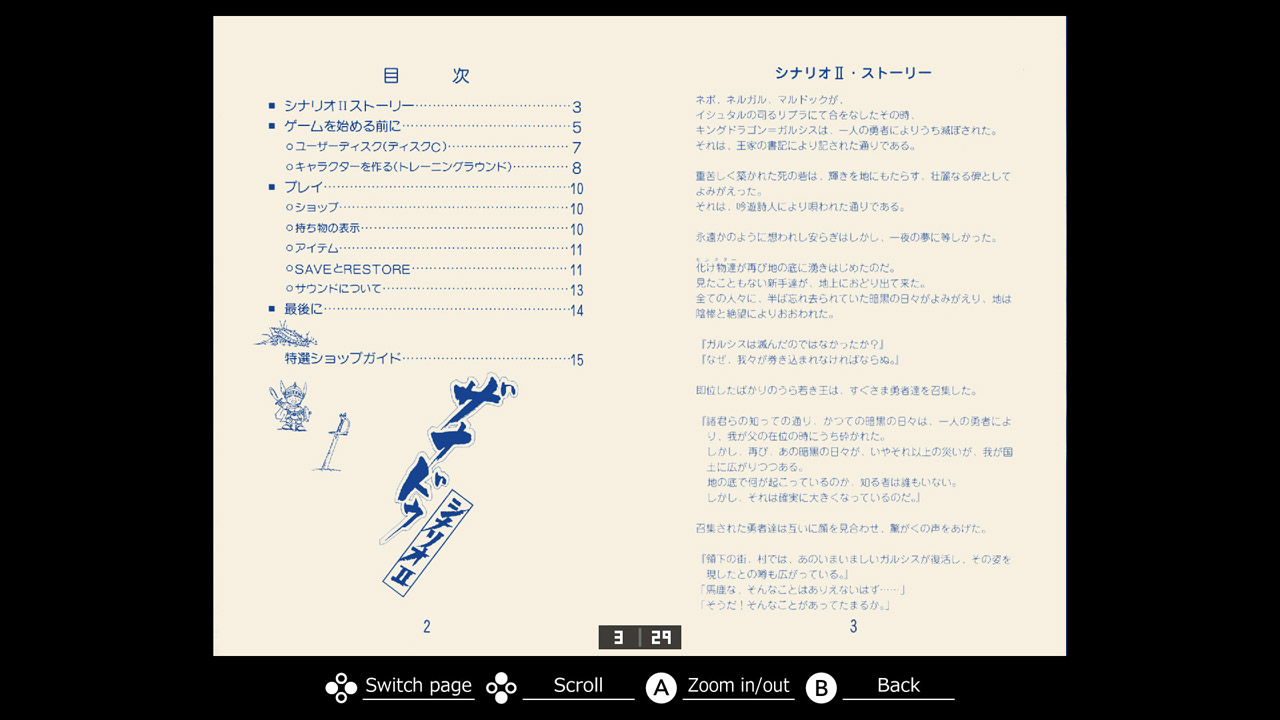 目　次
■ シナリオⅡストーリー……………………………3
■ ゲームを始める前に………………………………5
○ユーザーディスク(ディスクC)……………………7
○キャラクターを作る(トレーニングラウンド)…………8
■ プレイ………………………………………………10
○ショップ……………………………………………10
○持ち物の表示………………………………………10
○アイテム……………………………………………11
○SAVEとRESTORE………………………………11
○サウンドについて…………………………………13
■ 最後に………………………………………………14
特選ショップガイド…………………………………15
ザナドゥ
シナリオⅡ
2
シナリオⅡ・ストーリー
ネボ、ネルガル、マルドックが、
イシュタルの司るリブラにて合をなしたその時、
キングドラゴン=ガルシスは、一人の勇者によりうち滅ぼされた。
それは、王家の書記により記された通りである。
重苦しく築かれた死の砦は、輝きを地にもたらす、壮麗なる碑として
よみがえった。
それは、吟遊詩人により唄われた通りである。
永遠かのように想われし安らぎはしかし、一夜の夢に等しかった。
モンスター
化け物達が再び地の底に湧きはじめたのだ。
見たこともない新手達が、地上におどり出て来た。
全ての人々に、半ば忘れ去られていた暗黒の日々がよみがえり、地は
陰惨と絶望によりおおわれた。
『ガルシスは滅んだのではなかったか？』
『なぜ、我々が巻き込まれなければならぬ。』
即位したばかりのうら若き王は、すぐさま勇者達を召集した。
『諸君らの知っての通り、かつての暗黒の日々は、一人の勇者によ
り、我が父の在位の時にうち砕かれた。
しかし、再び、あの暗黒の日々が、いやそれ以上の災いが、我が国
土に広がりつつある。
地の底で何が起こっているのか、知る者は誰もいない。
しかし、それは確実に大きくなっているのだ。』
召集された勇者達は互いに顔を見合わせ、驚がくの声をあげた。
『領下の街、村では、あのいまいましいガルシスが復活し、その姿を
現したとの噂も広がっている。』
「馬鹿な、そんなことはありえないはず……」
「そうだ！そんなことがあってたまるか。」
3
3 | 29
Switch page
Scroll
A Zoom in/out
B Back